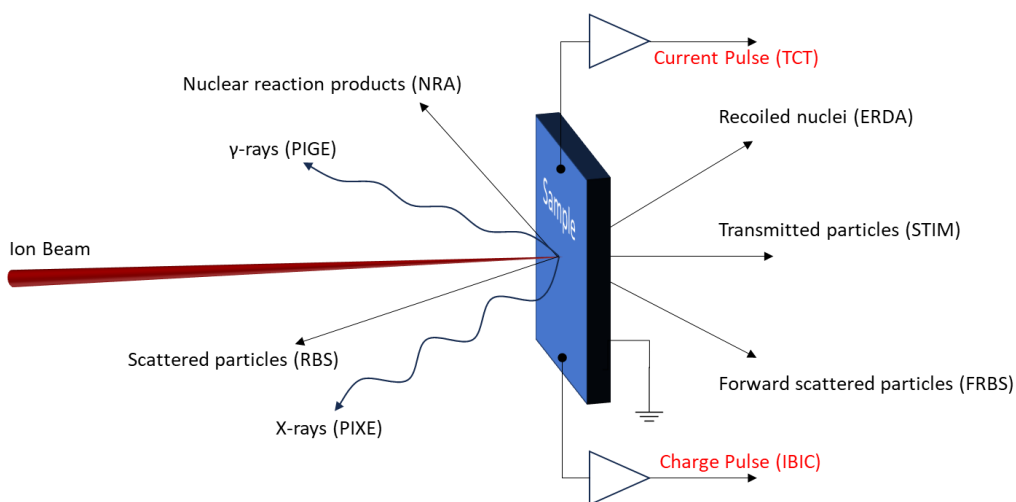 Current Pulse (TCT)
Nuclear reaction products (NRA)
Recoiled nuclei (ERDA)
γ-rays (PIGE)
Sample
Transmitted particles (STIM)
Ion Beam
Scattered particles (RBS)
Forward scattered particles (FRBS)
X-rays (PIXE)
Charge Pulse (IBIC)